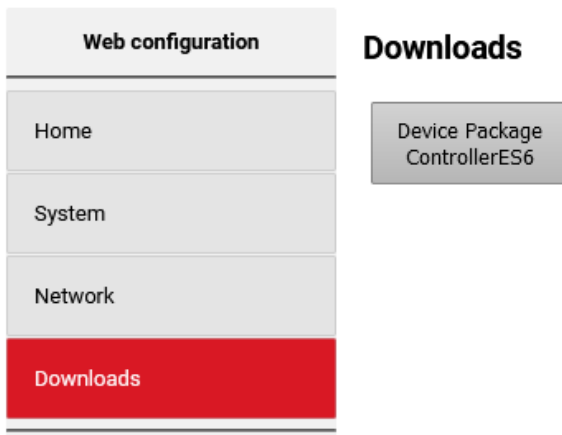 Web configuration
Home
System
Network
Downloads
Downloads
Device Package
ControllerES6